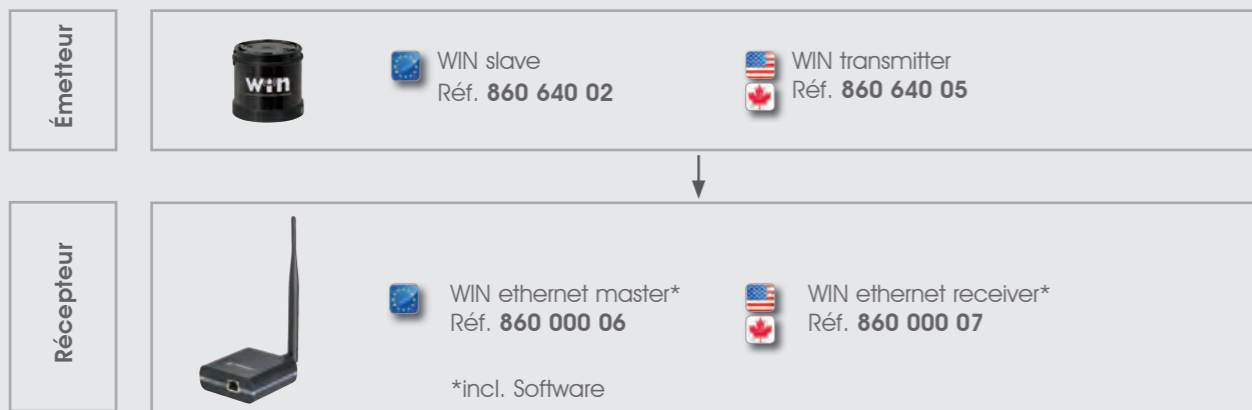 Émetteur
win
WIN slave
Réf. 860 640 02
WIN transmitter
Réf. 860 640 05
Récepteur
WIN ethernet master*
Réf. 860 000 06
WIN ethernet receiver*
Réf. 860 000 07
*incl. Software